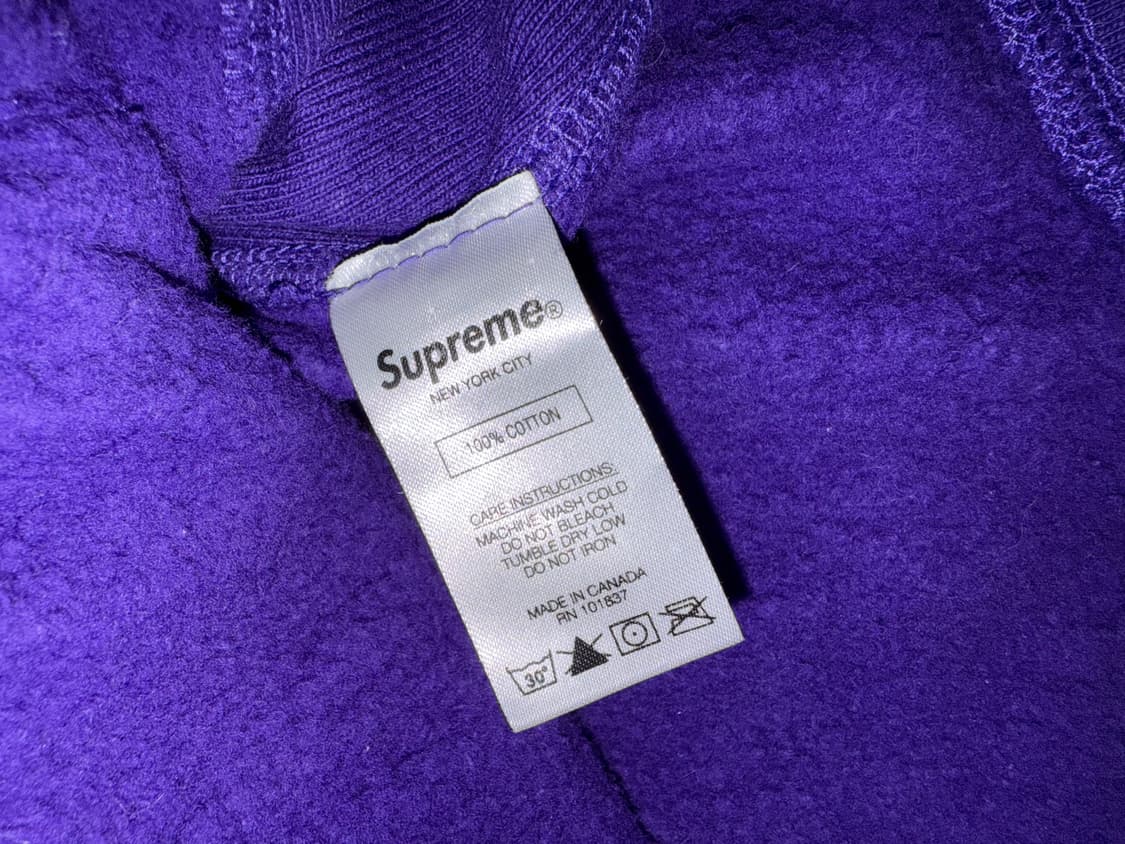 Supreme®
NEW YORK CITY
100% COTTON
CARE INSTRUCTIONS:
MACHINE WASH COLD
DO NOT BLEACH
TUMBLE DRY LOW
DO NOT IRON
MADE IN CANADA
RN 101837
30°